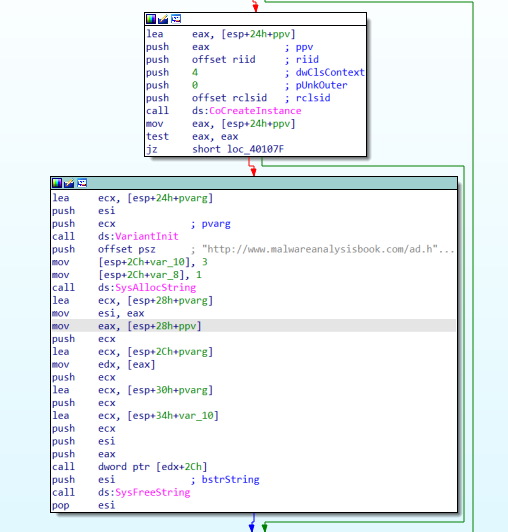 lea eax, [esp+24h+ppv]
push eax ; ppv
push offset riid ; riid
push 4 ; dwClsContext
push 0 ; pUnkOuter
push offset rclsid ; rclsid
call ds:CoCreateInstance
mov eax, [esp+24h+ppv]
test eax, eax
jz short loc_40107F
lea ecx, [esp+24h+pvarg]
push esi
push ecx ; pvarg
call ds:VariantInit
push offset psz ; "http://www.malwareanalysisbook.com/ad.h"...
mov [esp+2Ch+var_10], 3
mov [esp+2Ch+var_8], 1
call ds:SysAllocString
lea ecx, [esp+28h+pvarg]
mov esi, eax
mov eax, [esp+28h+ppv]
push ecx
lea ecx, [esp+2Ch+pvarg]
mov edx, [eax]
push ecx
lea ecx, [esp+30h+pvarg]
push ecx
lea ecx, [esp+34h+var_10]
push ecx
push esi
push eax
call dword ptr [edx+2Ch]
push esi ; bstrString
call ds:SysFreeString
pop esi